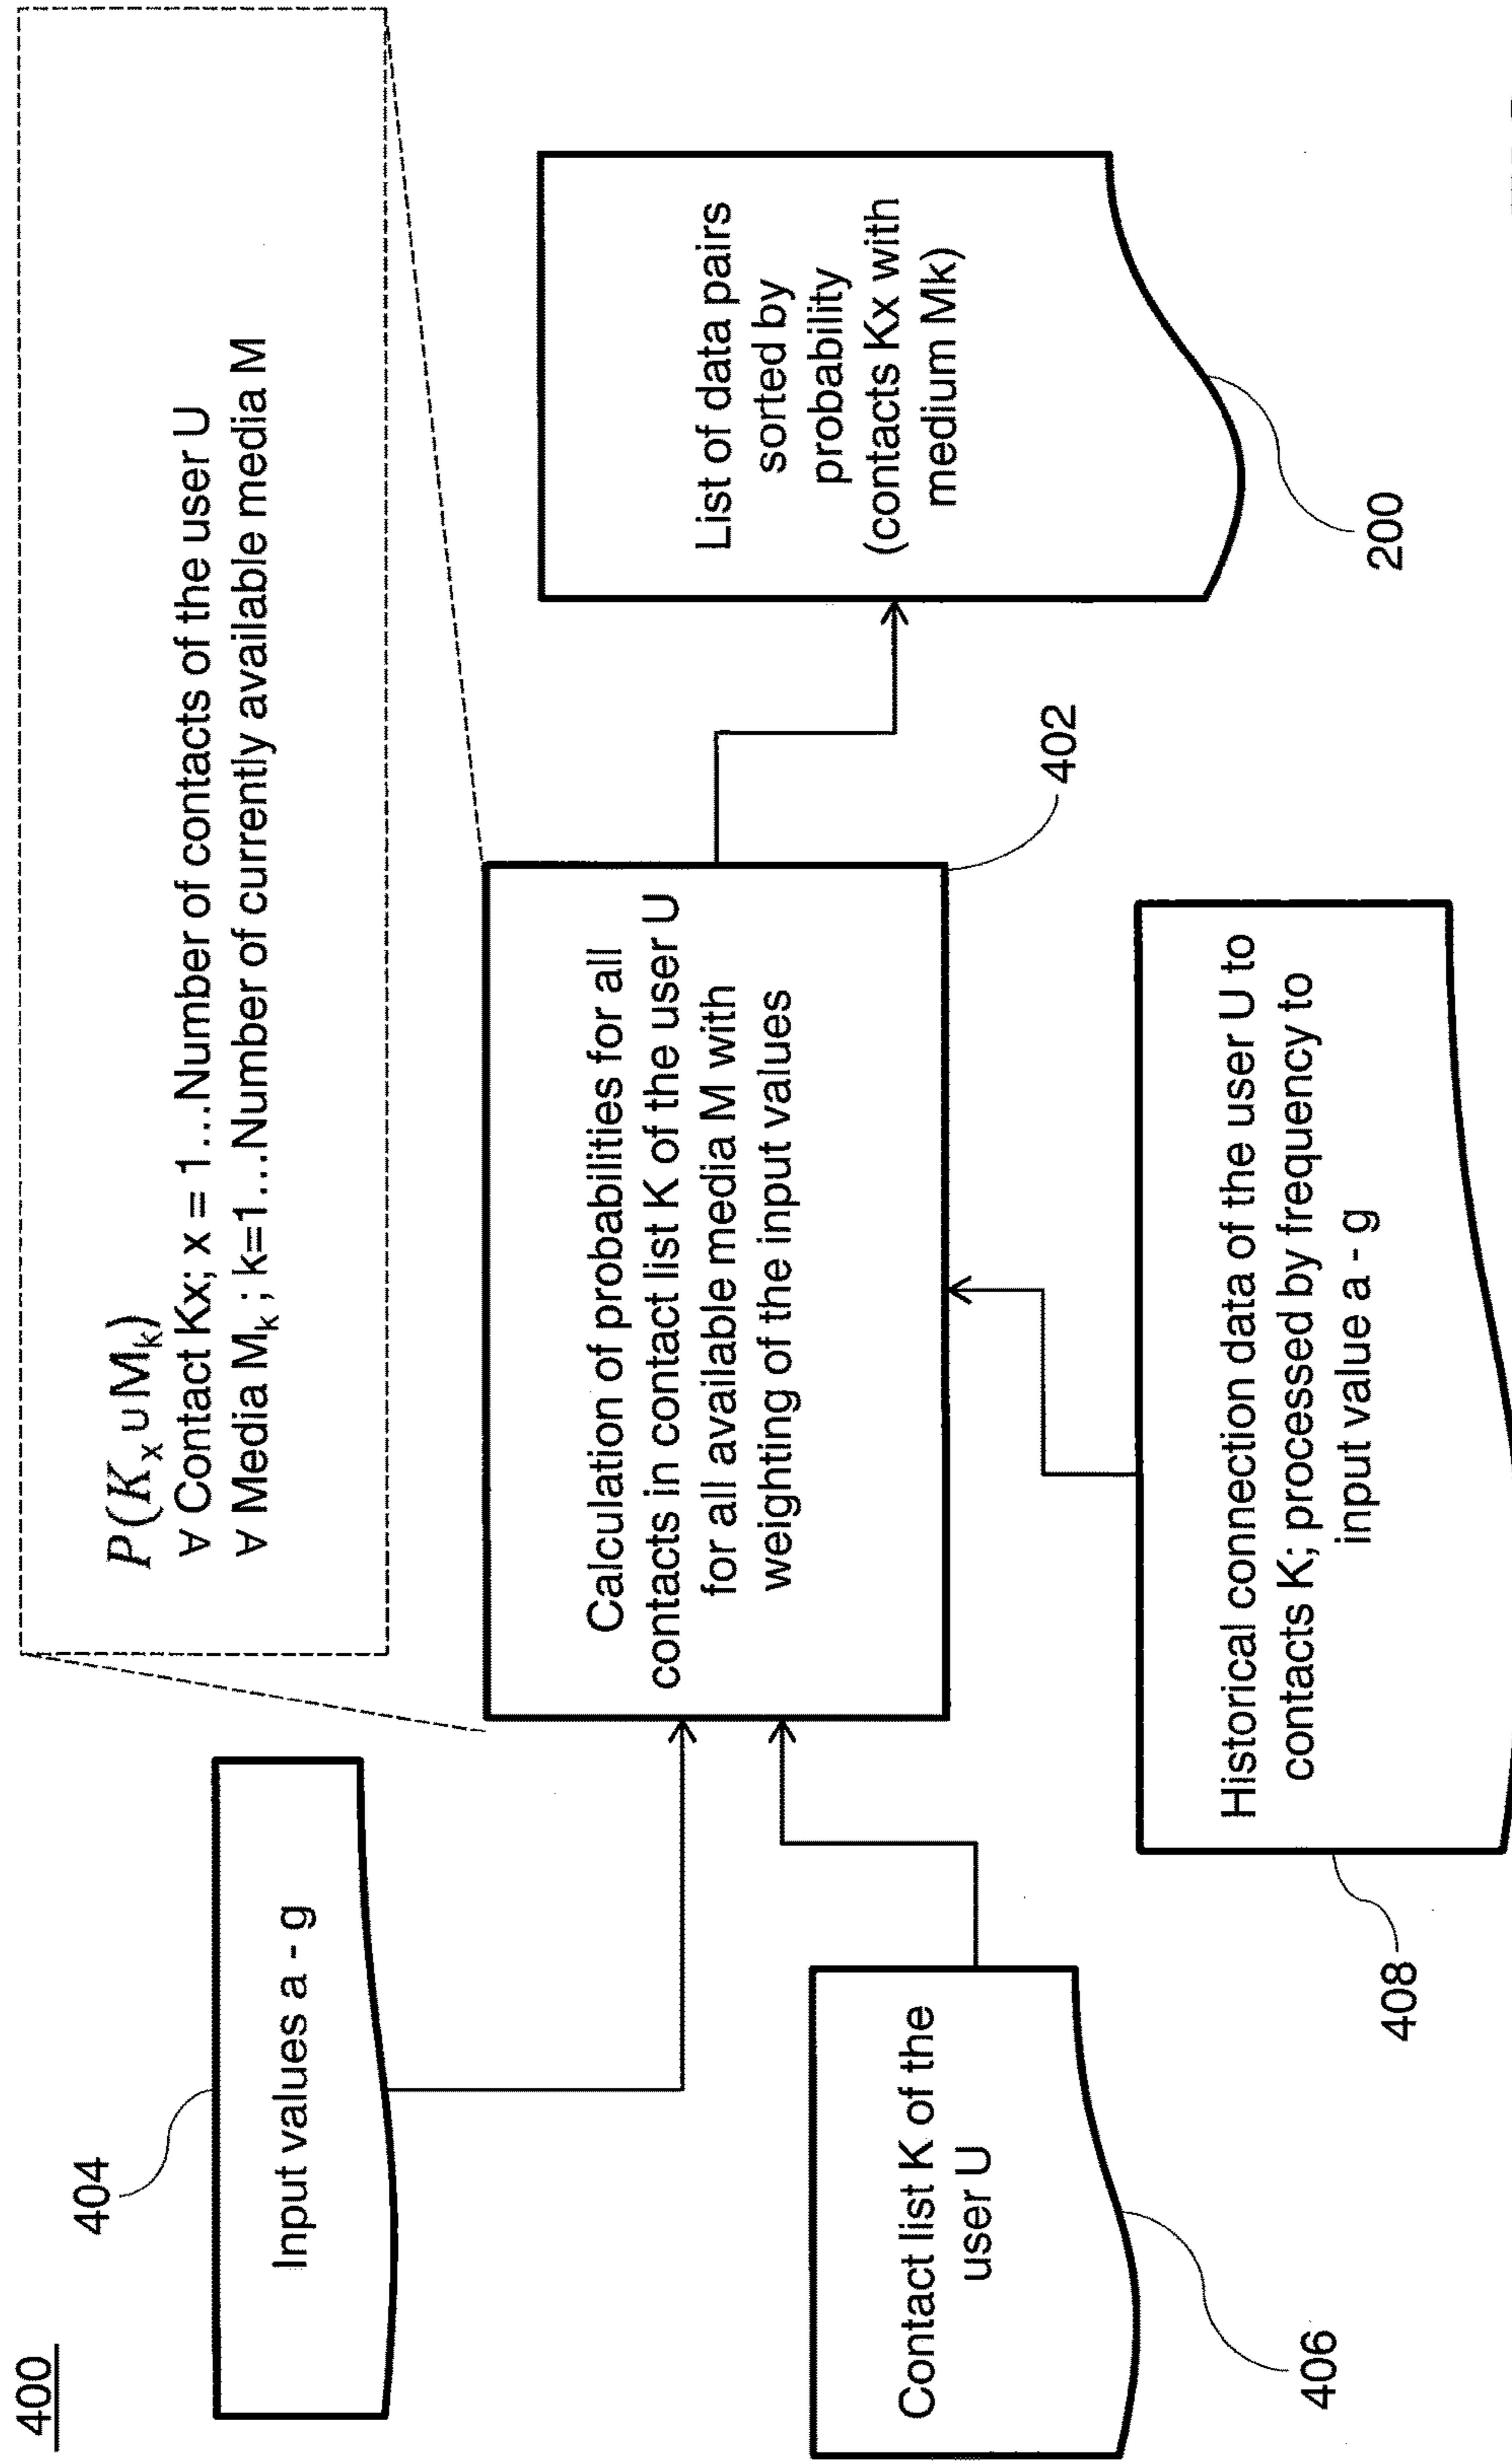 400
P(Kₓ ∪ Mₖ)
∀ Contact Kx; x = 1...Number of contacts of the user U
∀ Media Mₖ ; k=1...Number of currently available media M
404
Input values a - g
Calculation of probabilities for all
contacts in contact list K of the user U
for all available media M with
weighting of the input values
402
List of data pairs
sorted by
probability
(contacts Kx with
medium Mk)
200
Contact list K of the
user U
406
Historical connection data of the user U to
contacts K; processed by frequency to
input value a - g
408